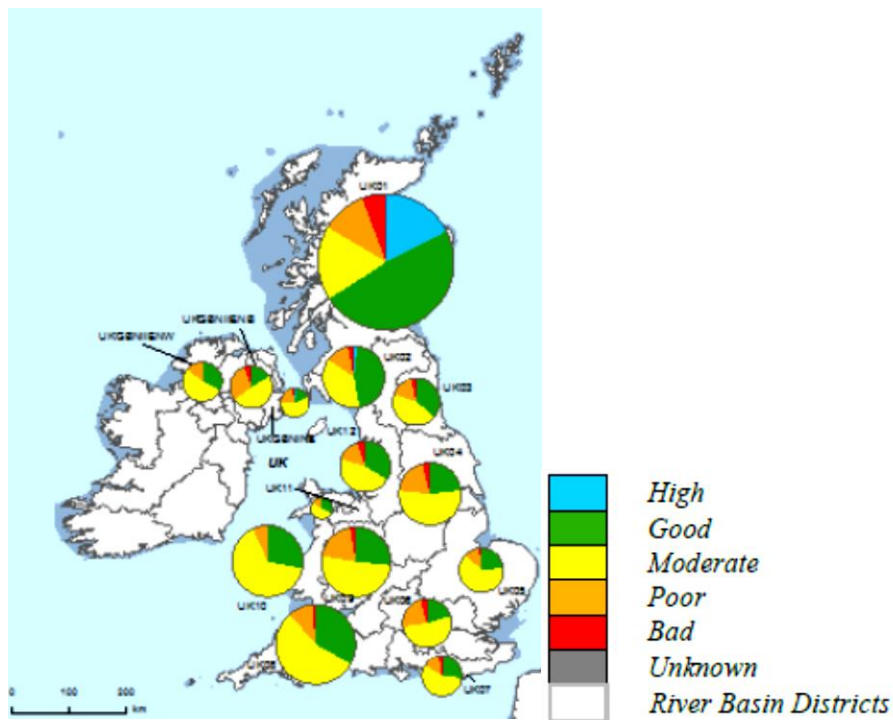 UK01
UKGBNIIENB
UKGBNIIENW
UK02
UK03
UK12
UKGBNINE
UK04
UK
UK11
UK05
UK09
UK06
UK10
UK08
UK07
0 100 200
km
High
Good
Moderate
Poor
Bad
Unknown
River Basin Districts